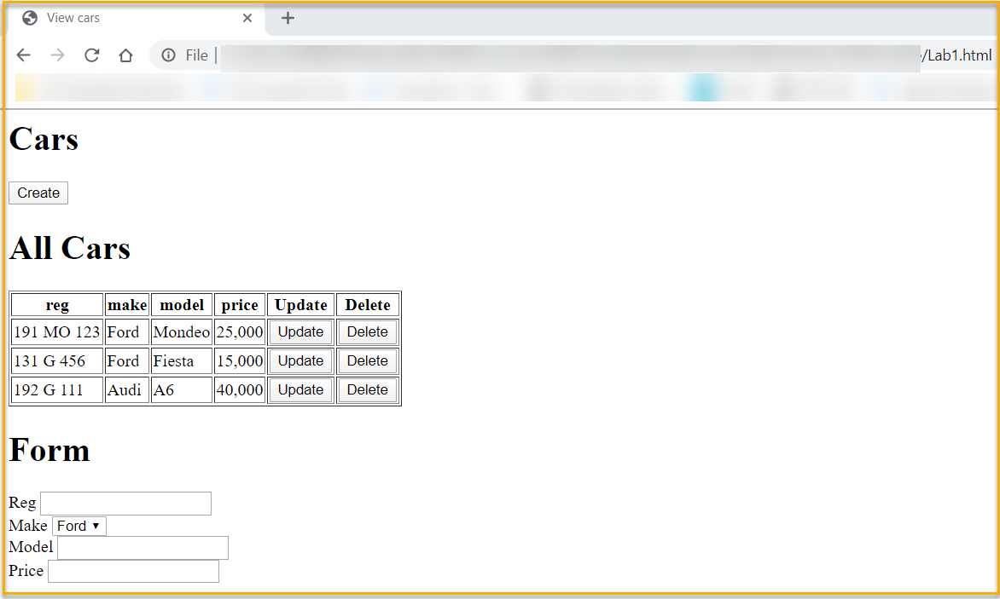 View cars
File /Lab1.html
Cars
Create
All Cars
reg make model price Update Delete
191 MO 123 Ford Mondeo 25,000 Update Delete
131 G 456 Ford Fiesta 15,000 Update Delete
192 G 111 Audi A6 40,000 Update Delete
Form
Reg
Make Ford
Model
Price